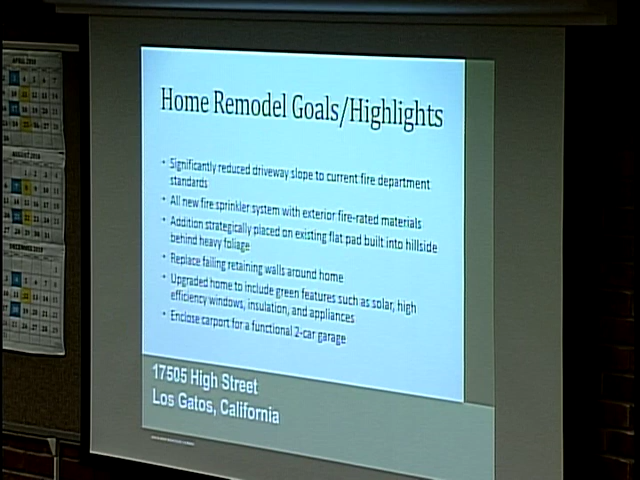 Home Remodel Goals/Highlights
• Significantly reduced driveway slope to current fire department
standards
• All new fire sprinkler system with exterior fire-rated materials
• Addition strategically placed on existing flat pad built into hillside
behind heavy foliage
• Replace failing retaining walls around home
• Upgraded home to include green features such as solar, high
efficiency windows, insulation, and appliances
• Enclose carport for a functional 2-car garage
17505 High Street
Los Gatos, California